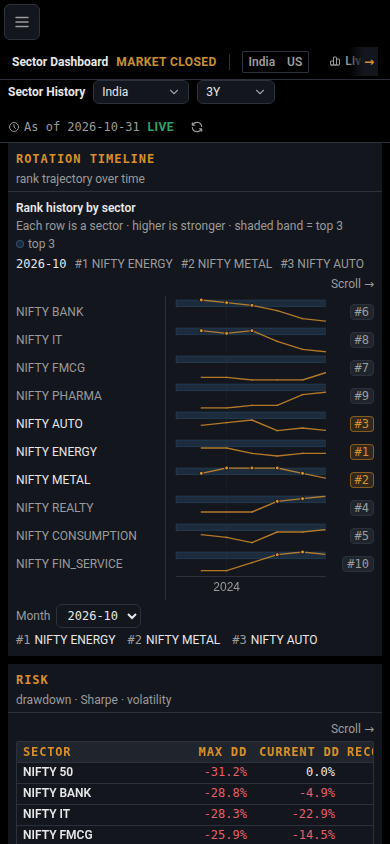 Sector Dashboard MARKET CLOSED India US Liv →
Sector History India 3Y
As of 2026-10-31 LIVE
ROTATION TIMELINE
rank trajectory over time
Rank history by sector
Each row is a sector · higher is stronger · shaded band = top 3
top 3
2026-10 #1 NIFTY ENERGY #2 NIFTY METAL #3 NIFTY AUTO
Scroll →
NIFTY BANK #6
NIFTY IT #8
NIFTY FMCG #7
NIFTY PHARMA #9
NIFTY AUTO #3
NIFTY ENERGY #1
NIFTY METAL #2
NIFTY REALTY #4
NIFTY CONSUMPTION #5
NIFTY FIN_SERVICE #10
2024
Month 2026-10
#1 NIFTY ENERGY #2 NIFTY METAL #3 NIFTY AUTO
RISK
drawdown · Sharpe · volatility
Scroll →
SECTOR MAX DD CURRENT DD RECO
NIFTY 50 -31.2% 0.0%
NIFTY BANK -28.8% -4.9%
NIFTY IT -28.3% -22.9%
NIFTY FMCG -25.9% -14.5%